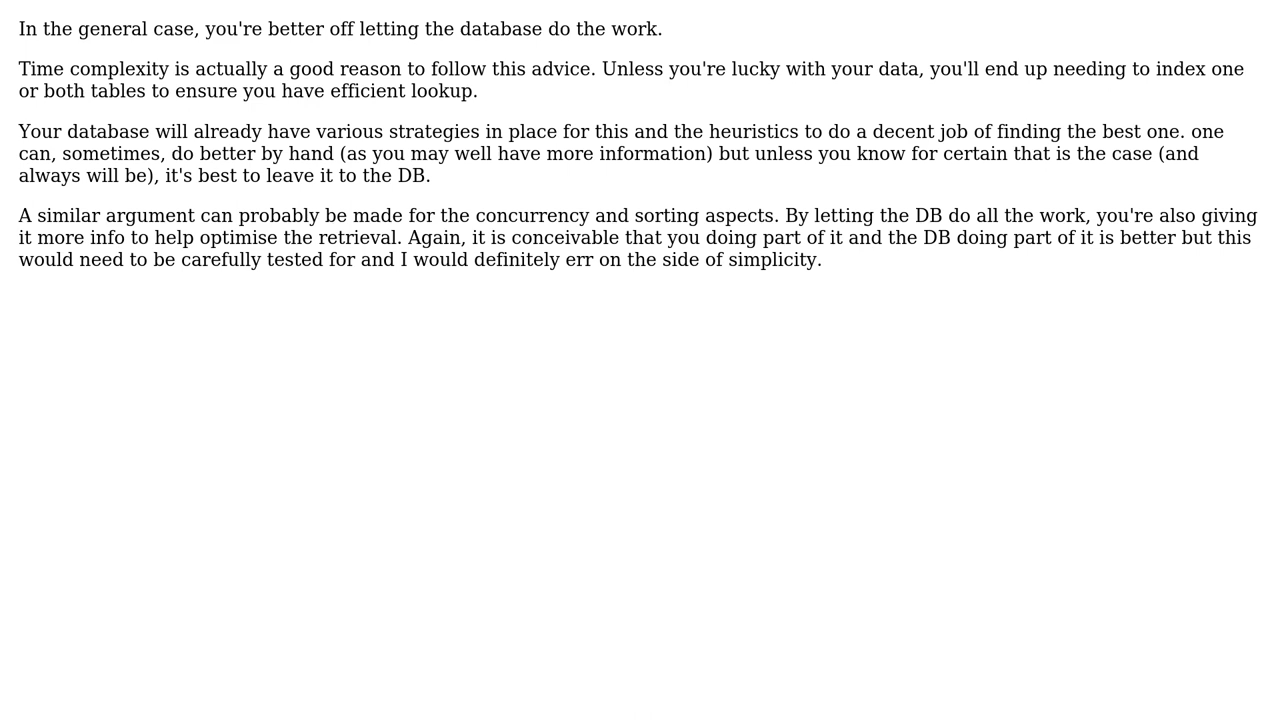 In the general case, you're better off letting the database do the work.
Time complexity is actually a good reason to follow this advice. Unless you're lucky with your data, you'll end up needing to index one
or both tables to ensure you have efficient lookup.
Your database will already have various strategies in place for this and the heuristics to do a decent job of finding the best one. one
can, sometimes, do better by hand (as you may well have more information) but unless you know for certain that is the case (and
always will be), it's best to leave it to the DB.
A similar argument can probably be made for the concurrency and sorting aspects. By letting the DB do all the work, you're also giving
it more info to help optimise the retrieval. Again, it is conceivable that you doing part of it and the DB doing part of it is better but this
would need to be carefully tested for and I would definitely err on the side of simplicity.